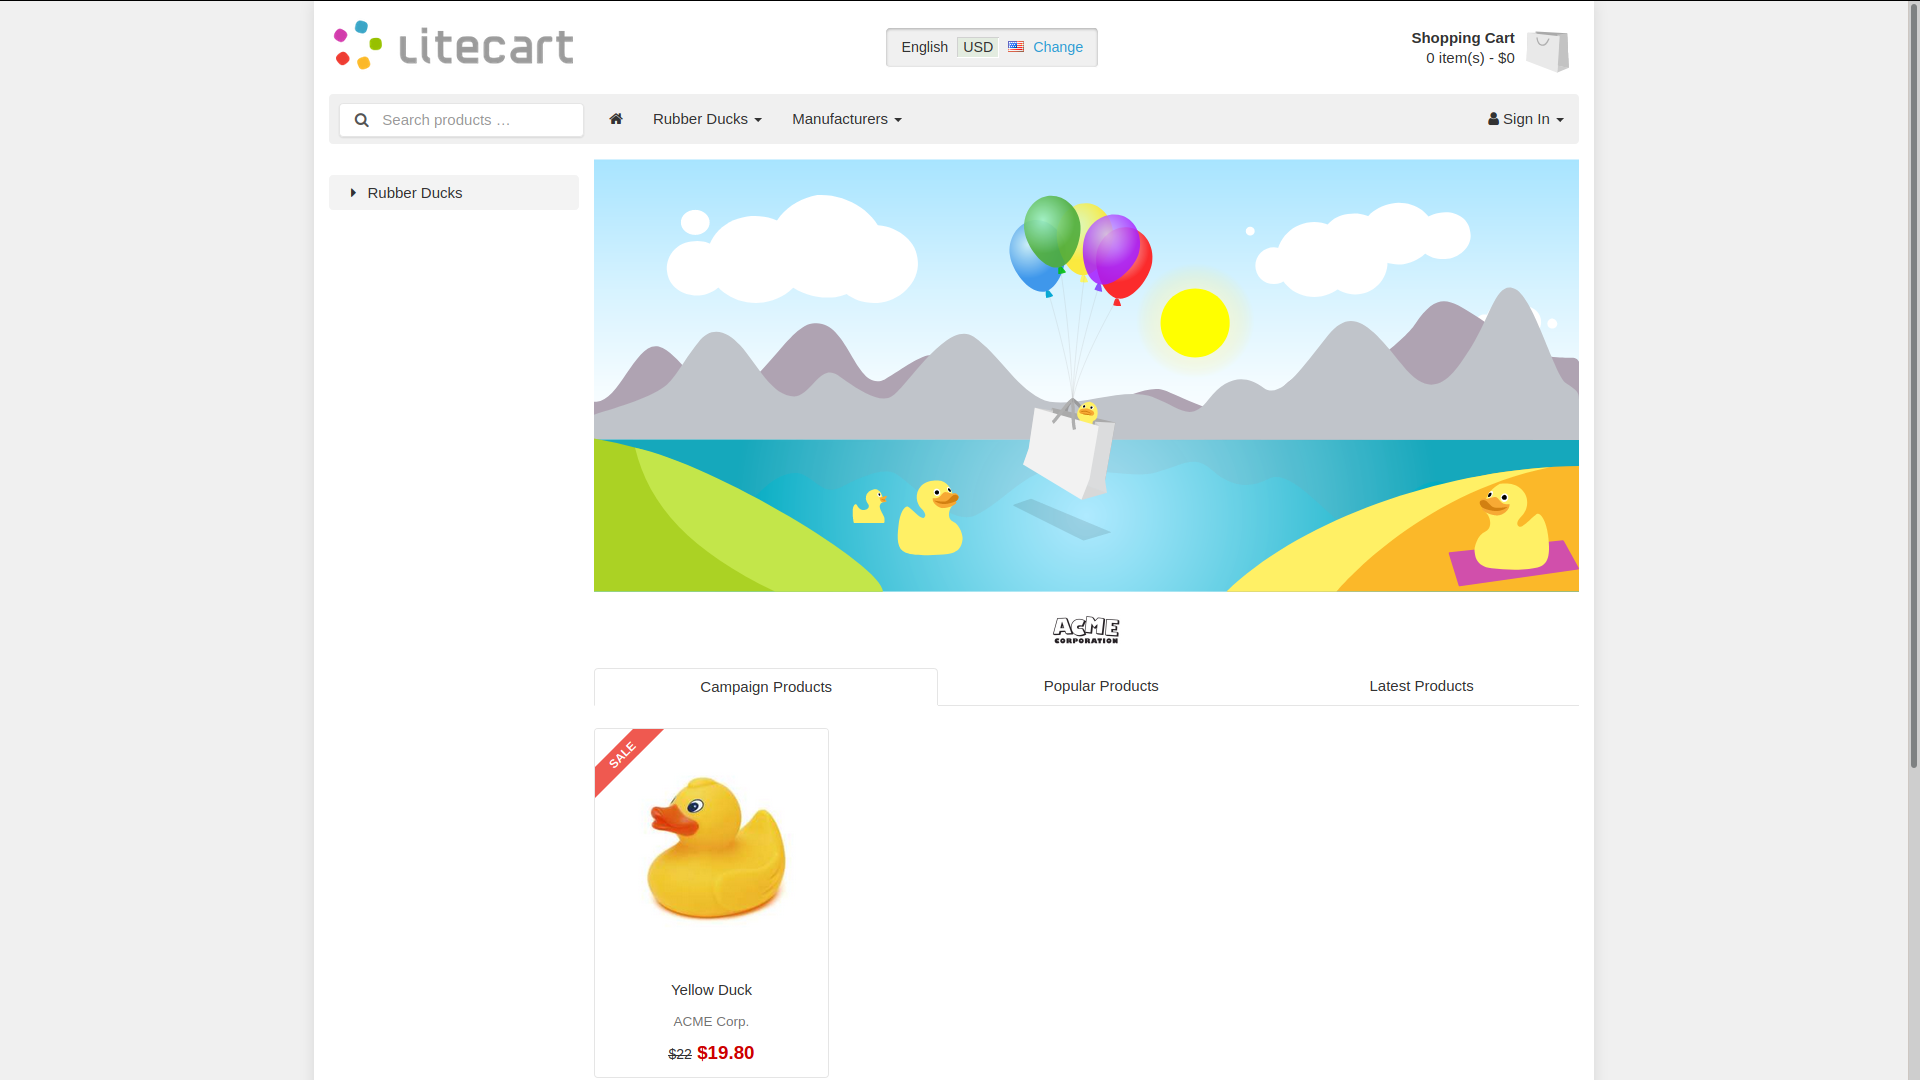 Litecart
English USD Change
Shopping Cart
0 item(s) - $0
Search products …
Rubber Ducks
Manufacturers
Sign In
Rubber Ducks
ACME
CORPORATION
Campaign Products
Popular Products
Latest Products
SALE
Yellow Duck
ACME Corp.
$22 $19.80